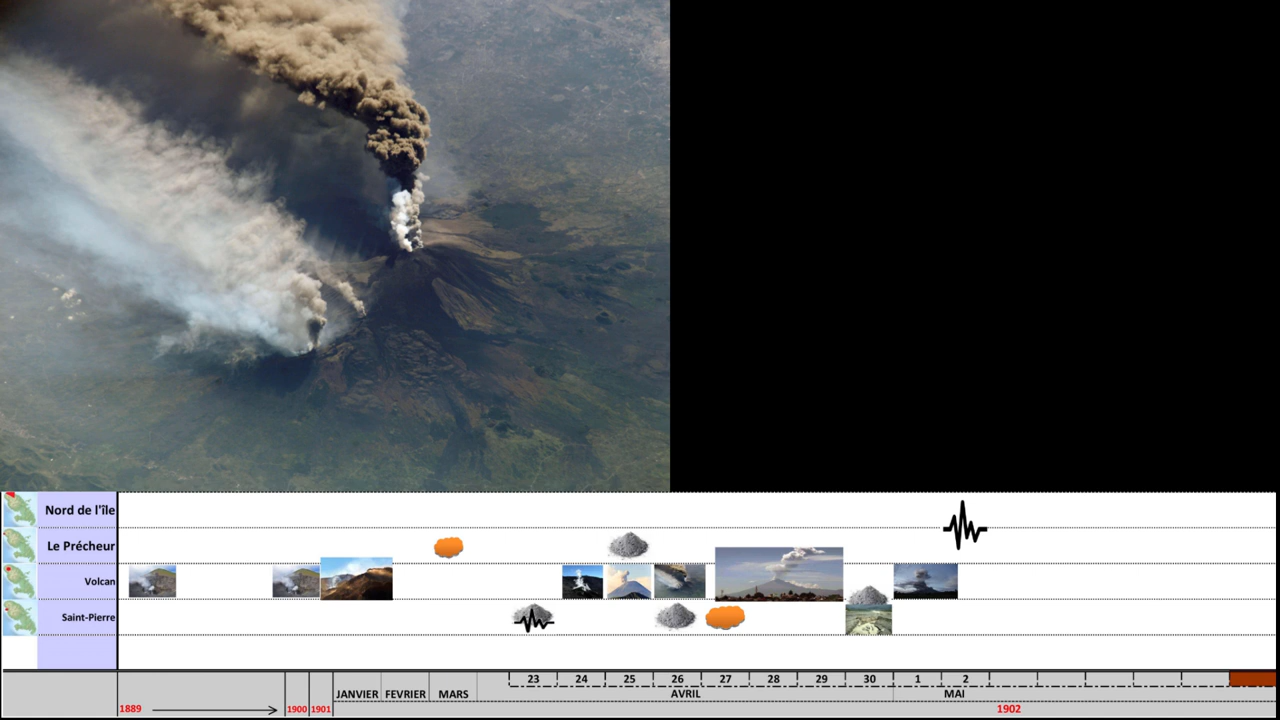 Nord de l'île
Le Précheur
Volcan
Saint-Pierre
23 24 25 26 27 28 29 30 1 2
JANVIER FEVRIER MARS AVRIL MAI
1889 1900 1901 1902